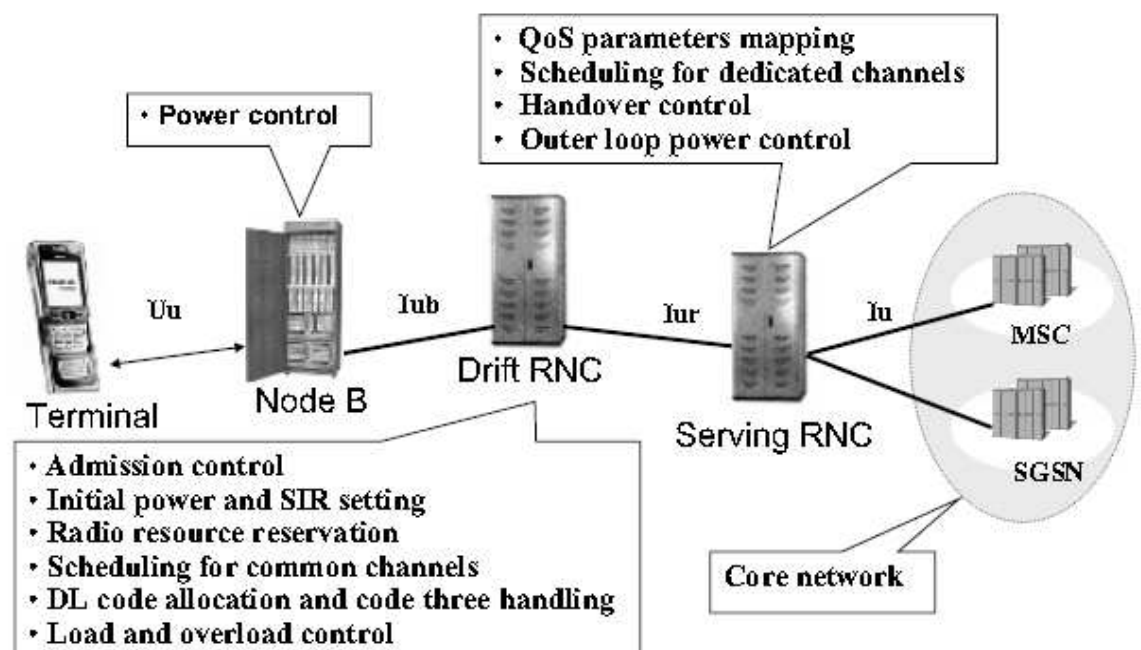 • QoS parameters mapping
• Scheduling for dedicated channels
• Handover control
• Outer loop power control
• Power control
Uu
Iub
Iur
Iu
MSC
Terminal
Node B
Drift RNC
Serving RNC
SGSN
• Admission control
• Initial power and SIR setting
• Radio resource reservation
• Scheduling for common channels
• DL code allocation and code three handling
• Load and overload control
Core network